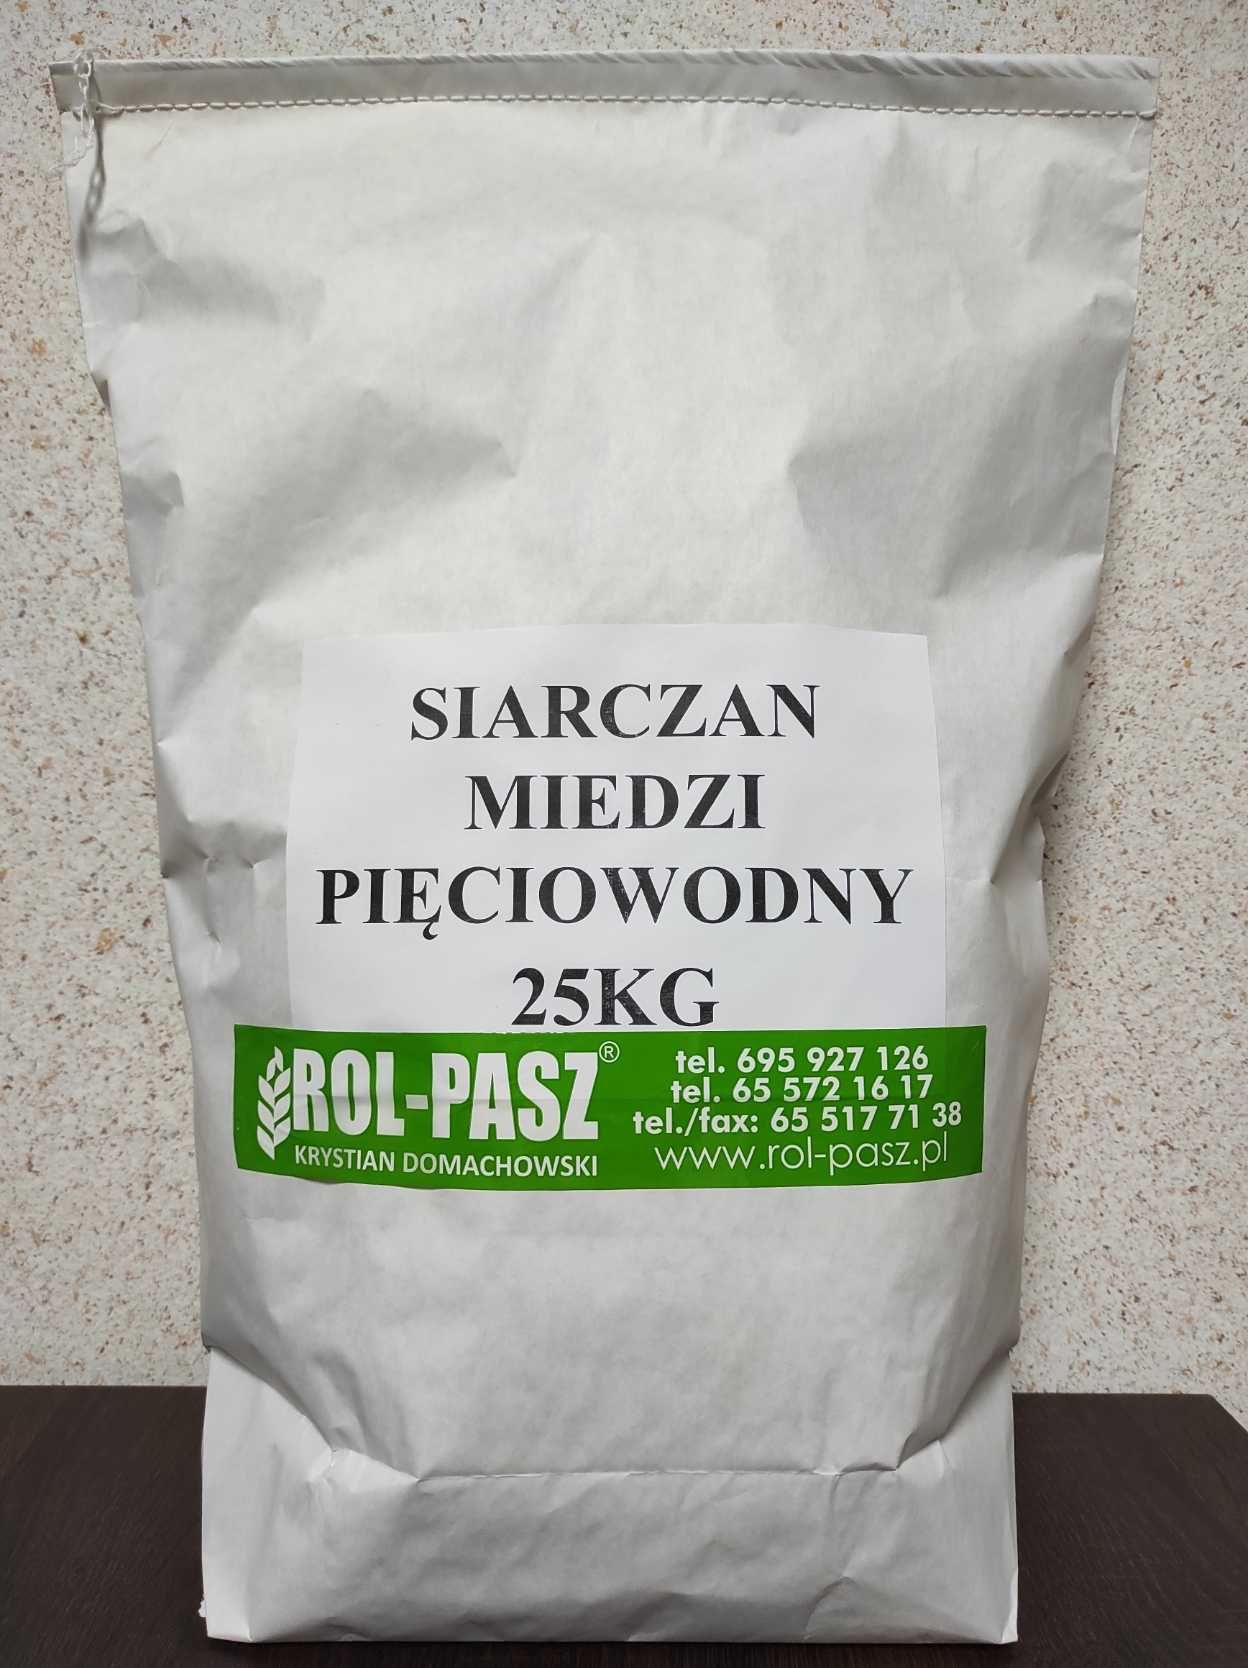 SIARCZAN
MIEDZI
PIĘCIOWODNY
25KG
ROL-PASZ®
KRYSTIAN DOMACHOWSKI
tel. 695 927 126
tel. 65 572 16 17
tel./fax: 65 517 71 38
www.rol-pasz.pl